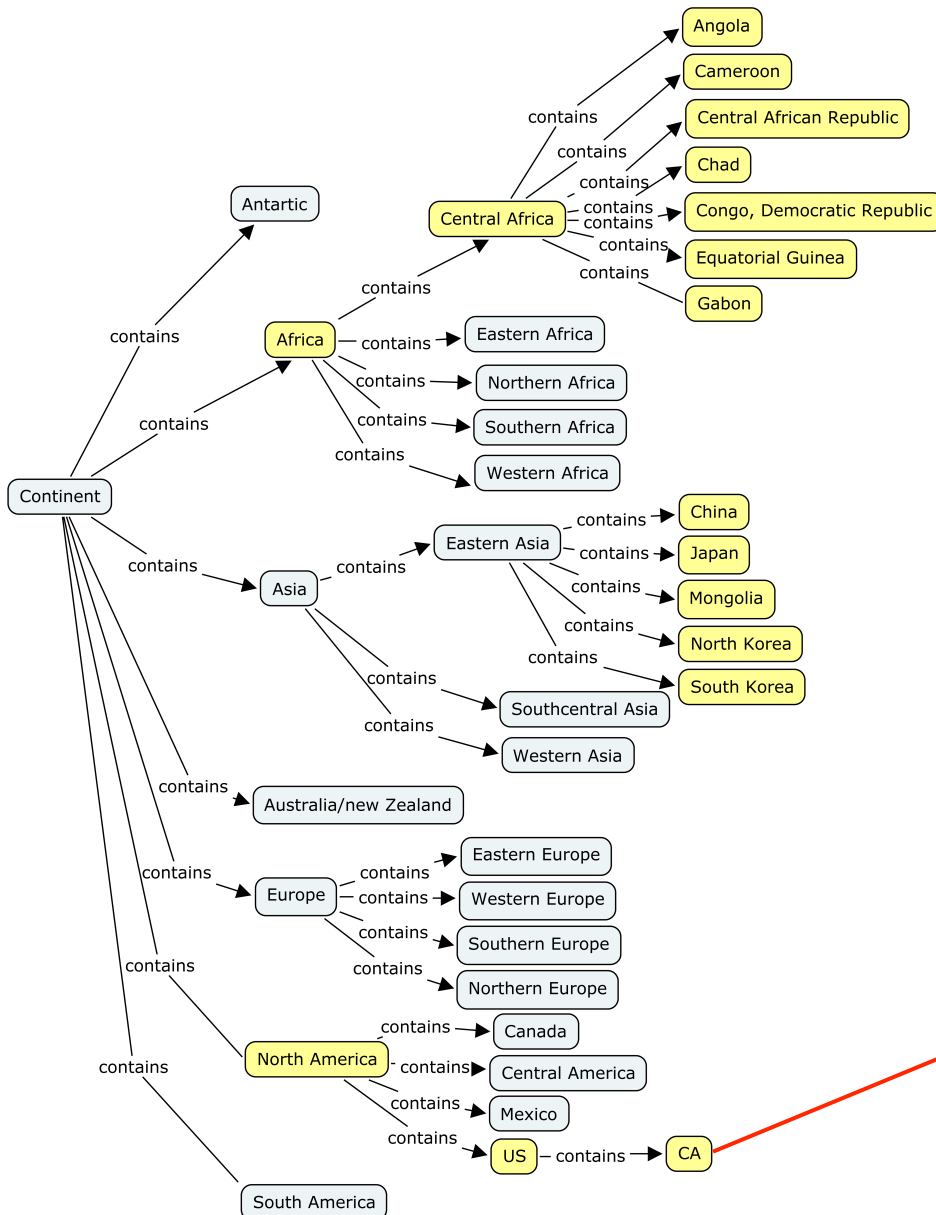 Angola
Cameroon
contains
Central African Republic
contains
Chad
contains
Antartic
Central Africa
contains
Congo, Democratic Republic
contains
contains
Equatorial Guinea
contains
contains
Gabon
contains
Africa
contains
Eastern Africa
contains
Northern Africa
contains
contains
Southern Africa
contains
Western Africa
Continent
China
contains
Eastern Asia
contains
Japan
contains
contains
Asia
contains
Mongolia
contains
North Korea
contains
contains
South Korea
Southcentral Asia
contains
Western Asia
contains
Australia/new Zealand
Eastern Europe
contains
contains
Europe
contains
Western Europe
contains
Southern Europe
contains
contains
Northern Europe
contains
Canada
North America
contains
Central America
contains
contains
Mexico
contains
US
contains
CA
South America